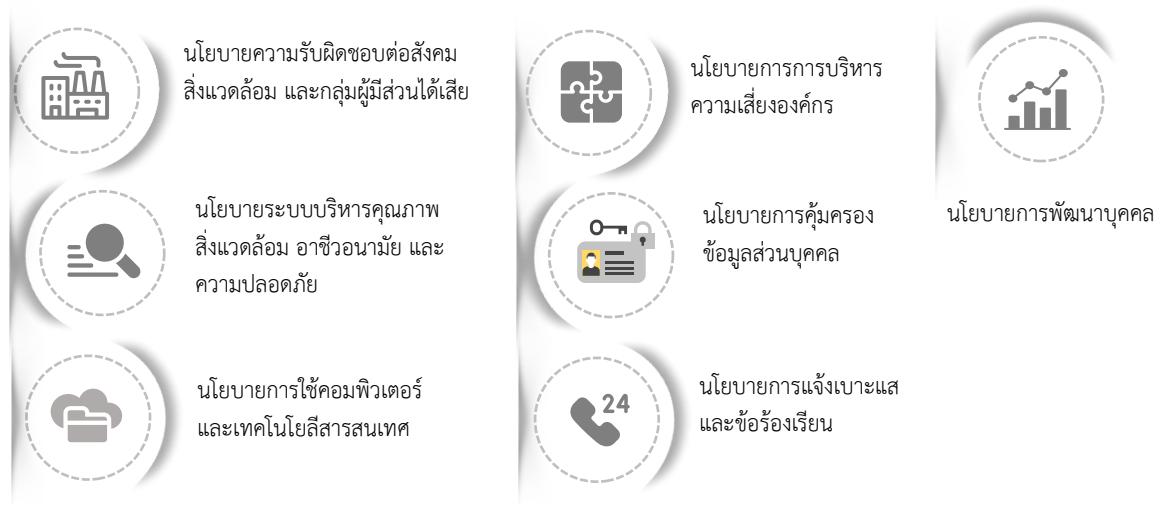 นโยบายความรับผิดชอบต่อสังคม
สิ่งแวดล้อม และกลุ่มผู้มีส่วนได้เสีย
นโยบายระบบบริหารคุณภาพ
สิ่งแวดล้อม อาชีวอนามัย และ
ความปลอดภัย
นโยบายการใช้คอมพิวเตอร์
และเทคโนโลยีสารสนเทศ
นโยบายการการบริหาร
ความเสี่ยงองค์กร
นโยบายการคุ้มครอง
ข้อมูลส่วนบุคคล
24
นโยบายการแจ้งเบาะแส
และข้อร้องเรียน
นโยบายการพัฒนาบุคคล